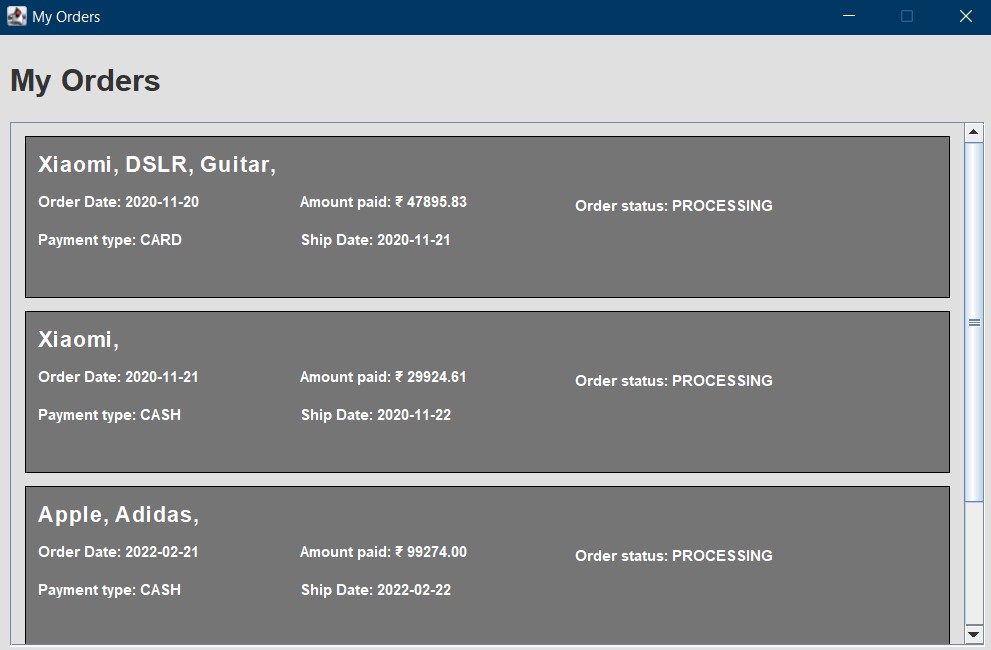 My Orders
My Orders
Xiaomi, DSLR, Guitar,
Order Date: 2020-11-20 Amount paid: ₹ 47895.83 Order status: PROCESSING
Payment type: CARD Ship Date: 2020-11-21
Xiaomi,
Order Date: 2020-11-21 Amount paid: ₹ 29924.61 Order status: PROCESSING
Payment type: CASH Ship Date: 2020-11-22
Apple, Adidas,
Order Date: 2022-02-21 Amount paid: ₹ 99274.00 Order status: PROCESSING
Payment type: CASH Ship Date: 2022-02-22